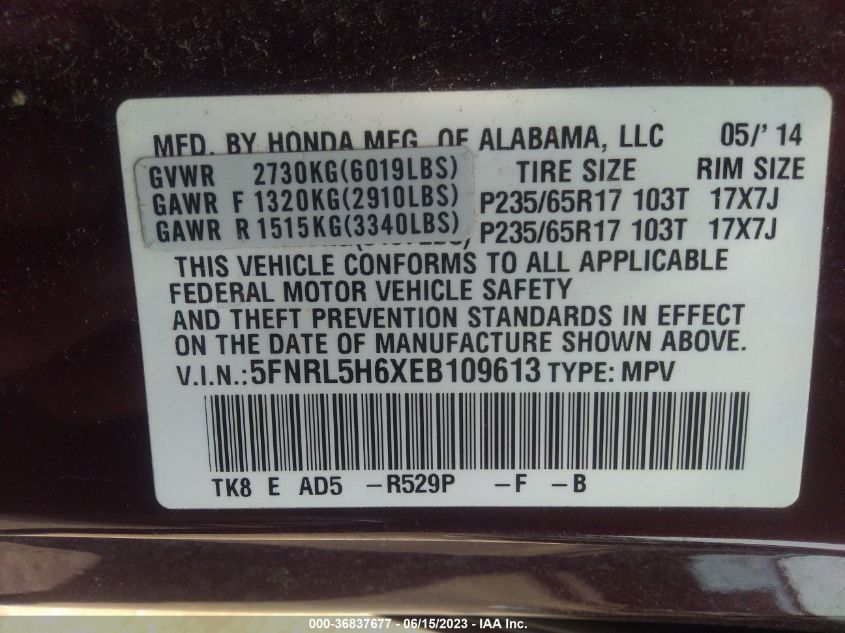 MFD. BY HONDA MFG. OF ALABAMA, LLC 05/' 14
GVWR 2730KG(6019LBS) TIRE SIZE RIM SIZE
GAWR F 1320KG(2910LBS) P235/65R17 103T 17X7J
GAWR R 1515KG(3340LBS) P235/65R17 103T 17X7J
THIS VEHICLE CONFORMS TO ALL APPLICABLE
FEDERAL MOTOR VEHICLE SAFETY
AND THEFT PREVENTION STANDARDS IN EFFECT
ON THE DATE OF MANUFACTURE SHOWN ABOVE.
V.I.N.:5FNRL5H6XEB109613 TYPE: MPV
TK8 E AD5 –R529P –F –B
000-36837677 - 06/15/2023 - IAA Inc.